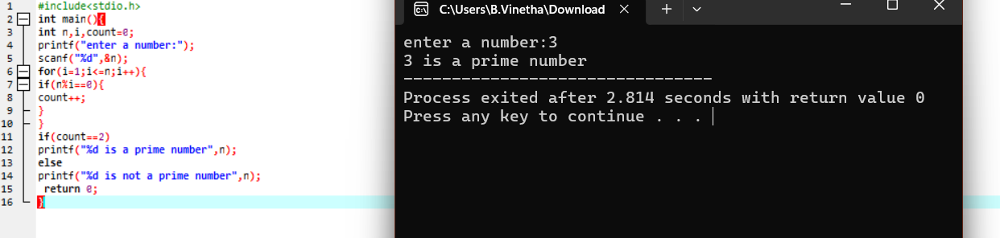 1 #include<stdio.h>
2 int main(){
3 int n,i,count=0;
4 printf("enter a number:");
5 scanf("%d",&n);
6 for(i=1;i<=n;i++){
7 if(n%i==0){
8 count++;
9 }
10 }
11 if(count==2)
12 printf("%d is a prime number",n);
13 else
14 printf("%d is not a prime number",n);
15 return 0;
16 }
C:\Users\B.Vinetha\Download
enter a number:3
3 is a prime number
--------------------------------
Process exited after 2.814 seconds with return value 0
Press any key to continue . . .